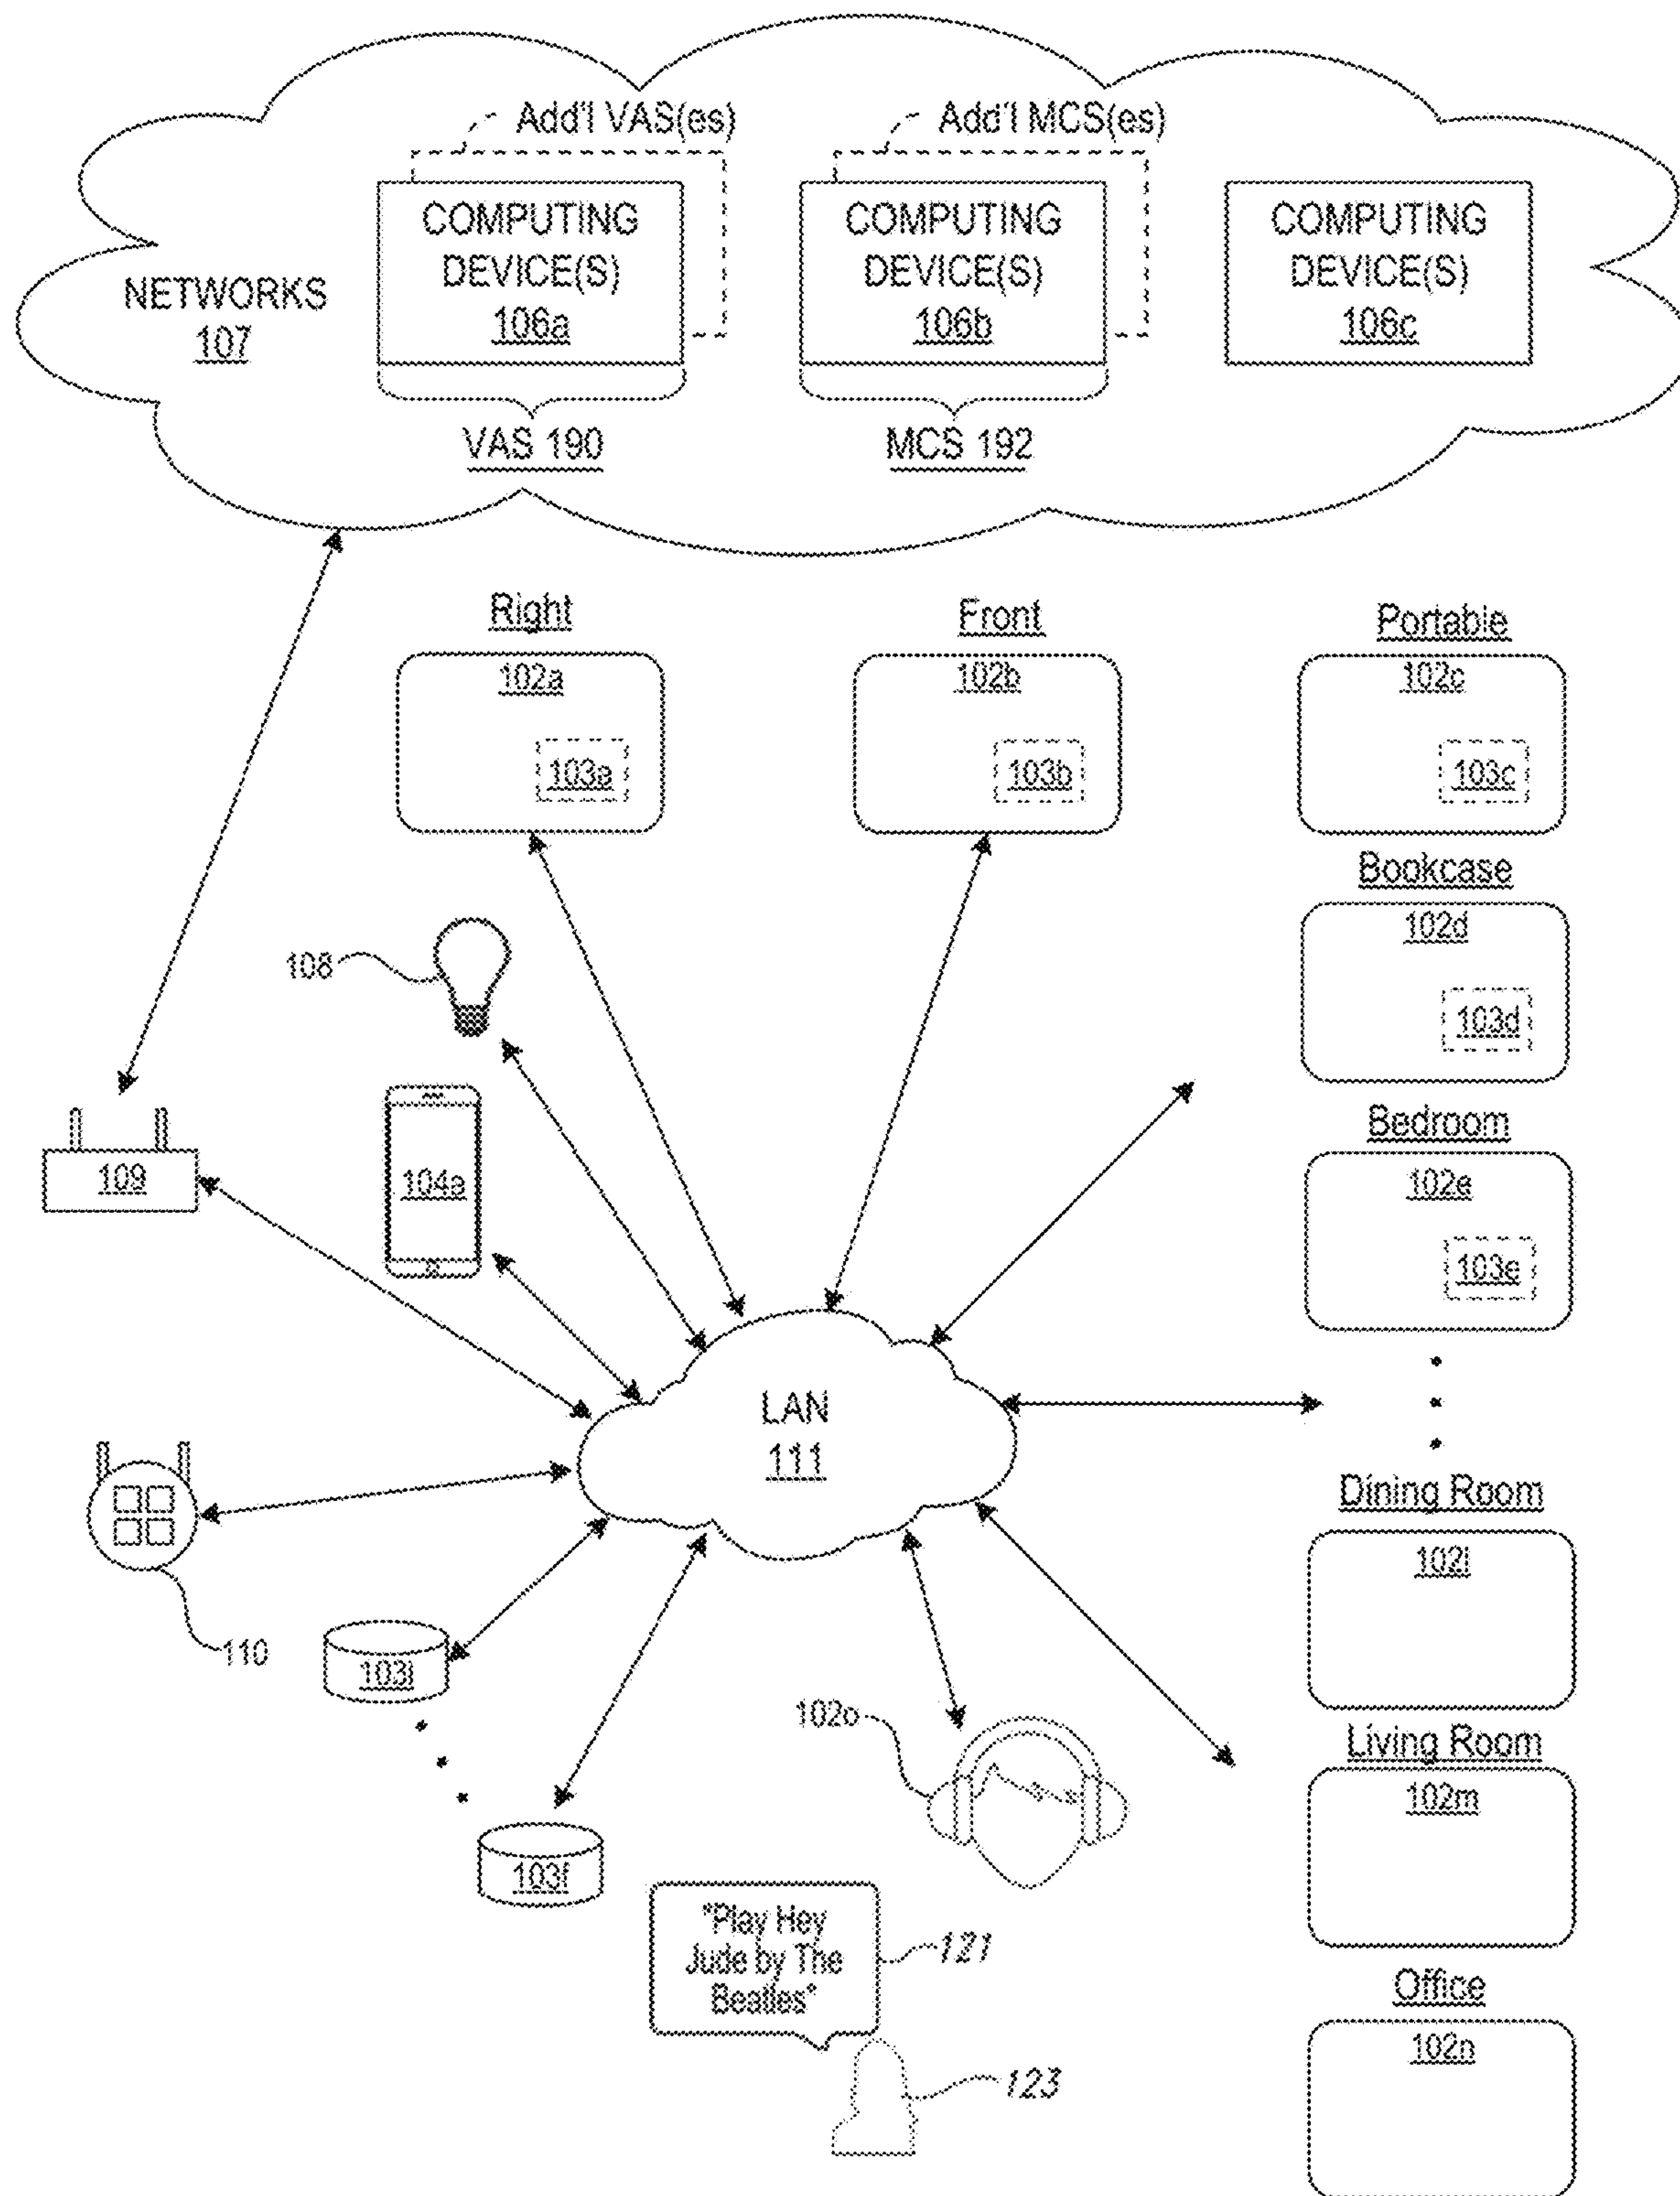 Add'l VAS(es)
Add'l MCS(es)
COMPUTING
DEVICE(S)
106a
COMPUTING
DEVICE(S)
106b
COMPUTING
DEVICE(S)
106c
NETWORKS
107
VAS 190
MCS 192
Right
102a
103a
Front
102b
103b
Portable
102c
103c
Bookcase
102d
103d
108
Bedroom
102e
103e
109
104a
LAN
111
Dining Room
102l
110
103i
102o
Living Room
102m
103f
"Play Hey
Jude by The
Beatles"
121
Office
102n
123